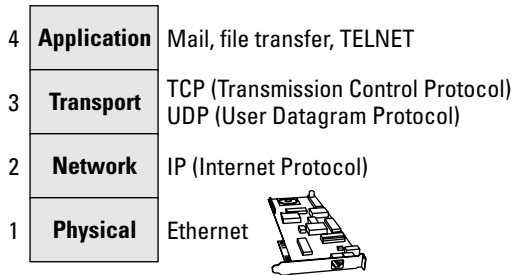 4 Application Mail, file transfer, TELNET
3 Transport TCP (Transmission Control Protocol)
UDP (User Datagram Protocol)
2 Network IP (Internet Protocol)
1 Physical Ethernet